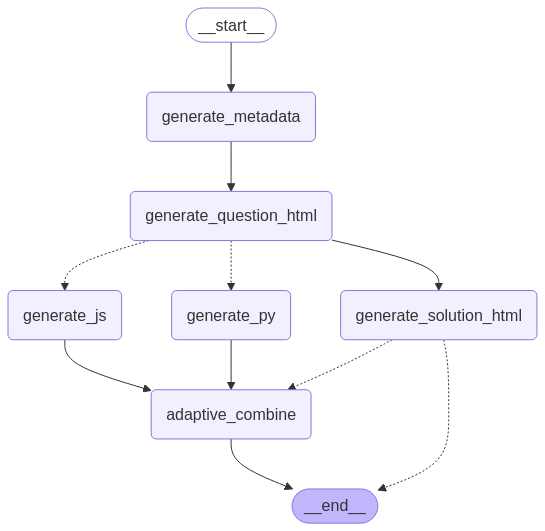 __start__
generate_metadata
generate_question_html
generate_js
generate_py
generate_solution_html
adaptive_combine
__end__